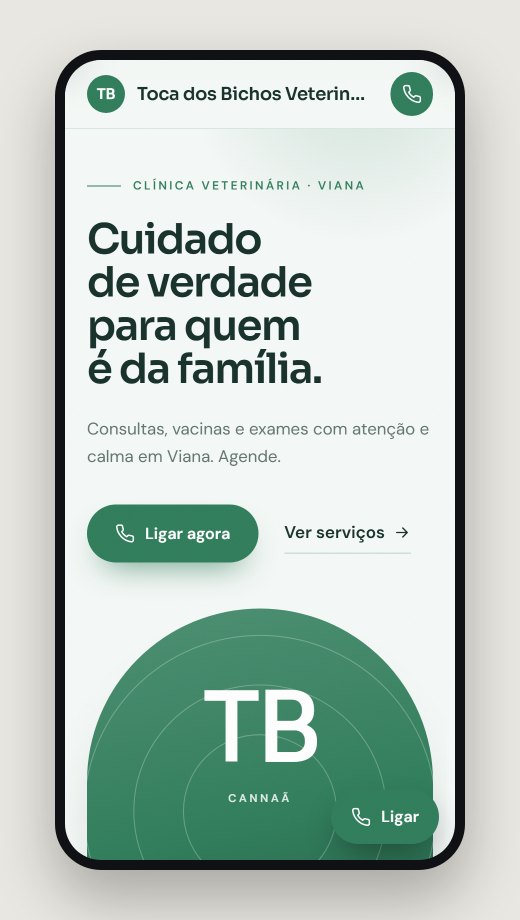 TB
Toca dos Bichos Veterin...
CLÍNICA VETERINÁRIA · VIANA
Cuidado
de verdade
para quem
é da família.
Consultas, vacinas e exames com atenção e
calma em Viana. Agende.
Ligar agora
Ver serviços →
TB
CANNAÃ
Ligar